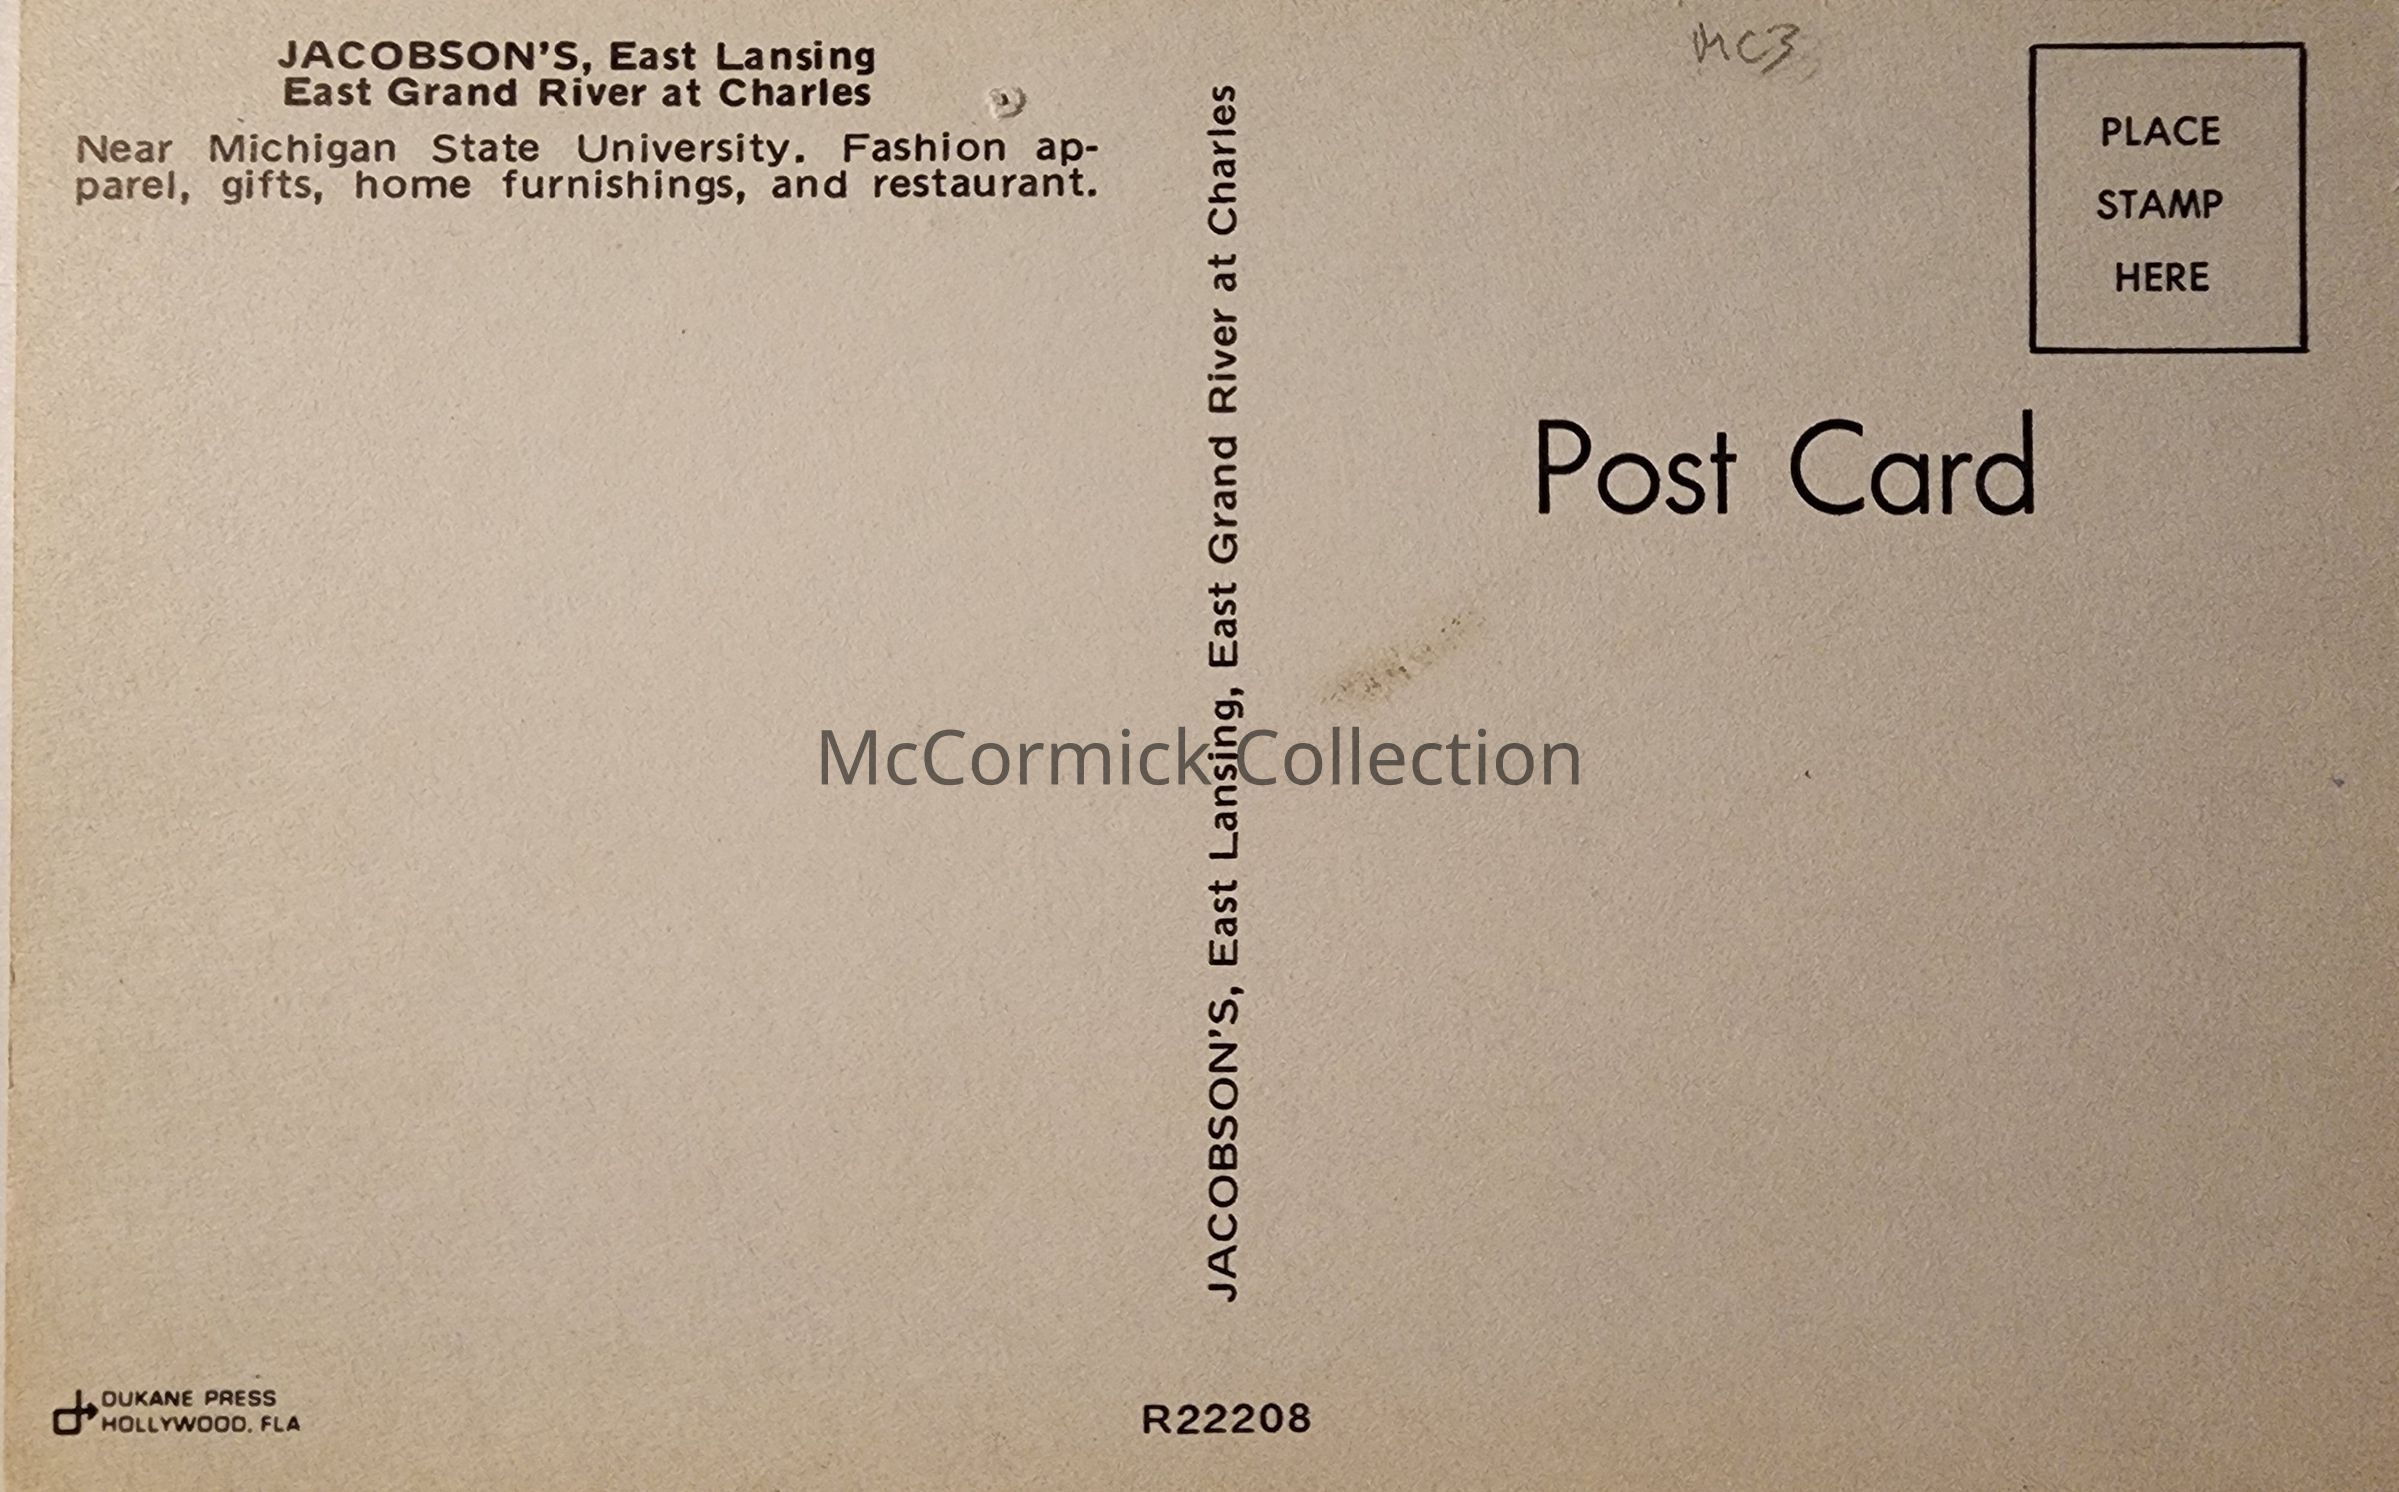 JACOBSON'S, East Lansing
East Grand River at Charles
Near Michigan State University. Fashion ap-
parel, gifts, home furnishings, and restaurant.
JACOBSON'S, East Lansing, East Grand River at Charles
PLACE
STAMP
HERE
Post Card
McCormick Collection
DUKANE PRESS
HOLLYWOOD, FLA
R22208